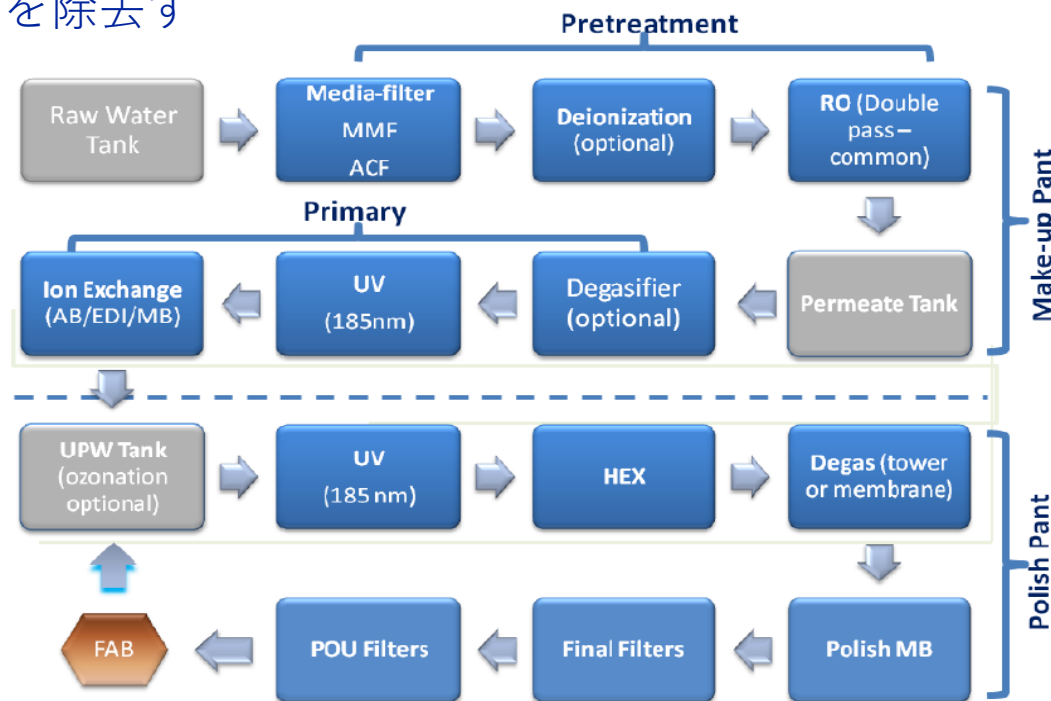 を除去す
Pretreatment
Raw Water
Tank
Media-filter
MMF
ACF
Deionization
(optional)
RO (Double
pass–
common)
Make-up Pant
Primary
Ion Exchange
(AB/EDI/MB)
UV
(185nm)
Degasifier
(optional)
Permeate Tank
UPW Tank
(ozonation
optional)
UV
(185 nm)
HEX
Degas (tower
or membrane)
Polish Pant
FAB
POU Filters
Final Filters
Polish MB